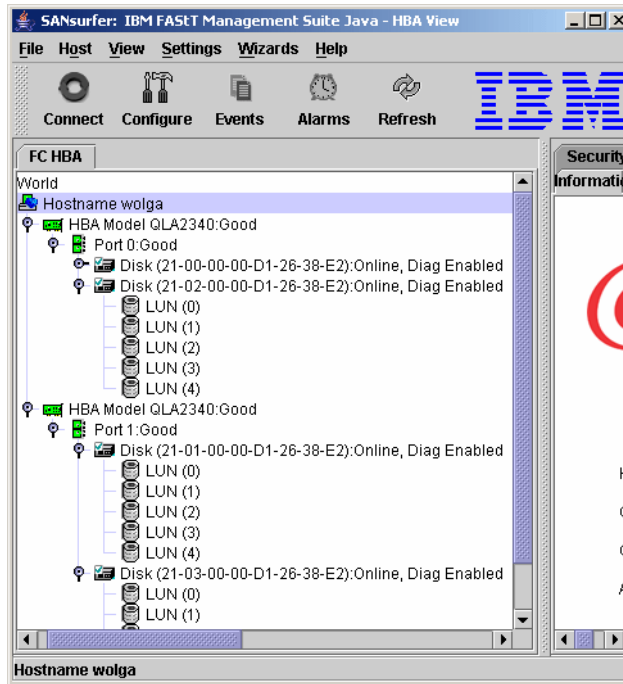 SANsurfer: IBM FAStT Management Suite Java - HBA View
File Host View Settings Wizards Help
Connect Configure Events Alarms Refresh
IBM
FC HBA
Security
Informati
World
Hostname wolga
HBA Model QLA2340:Good
Port 0:Good
Disk (21-00-00-00-D1-26-38-E2):Online, Diag Enabled
Disk (21-02-00-00-D1-26-38-E2):Online, Diag Enabled
LUN (0)
LUN (1)
LUN (2)
LUN (3)
LUN (4)
HBA Model QLA2340:Good
Port 1:Good
Disk (21-01-00-00-D1-26-38-E2):Online, Diag Enabled
LUN (0)
LUN (1)
LUN (2)
LUN (3)
LUN (4)
Disk (21-03-00-00-D1-26-38-E2):Online, Diag Enabled
LUN (0)
LUN (1)
Hostname wolga